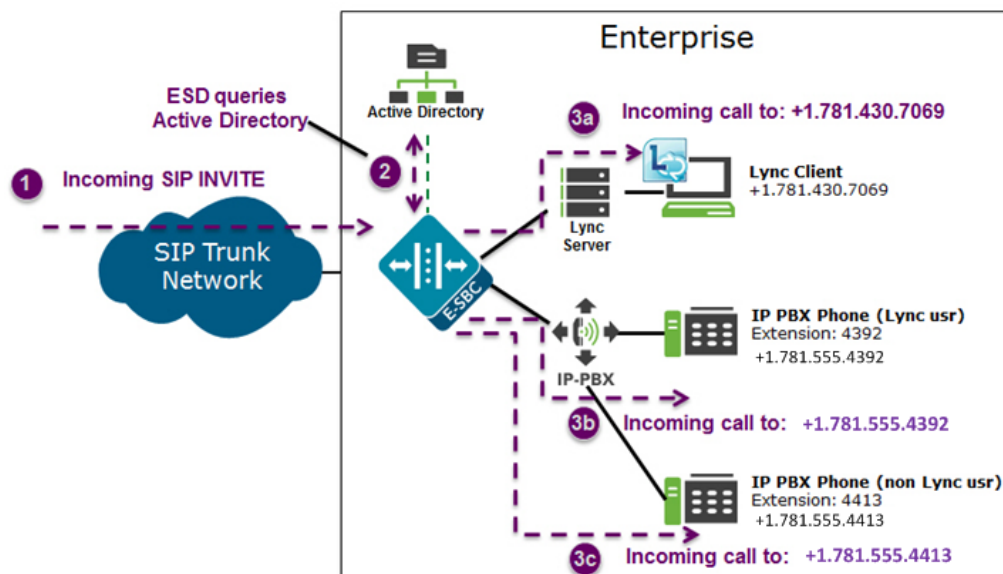 Enterprise
ESD queries
Active Directory
Active Directory
3a
Incoming call to: +1.781.430.7069
2
1
Incoming SIP INVITE
L
Lync Client
+1.781.430.7069
Lync
Server
SIP Trunk
Network
E-SBC
IP PBX Phone (Lync usr)
Extension: 4392
+1.781.555.4392
IP-PBX
3b
Incoming call to: +1.781.555.4392
IP PBX Phone (non Lync usr)
Extension: 4413
+1.781.555.4413
3c
Incoming call to: +1.781.555.4413